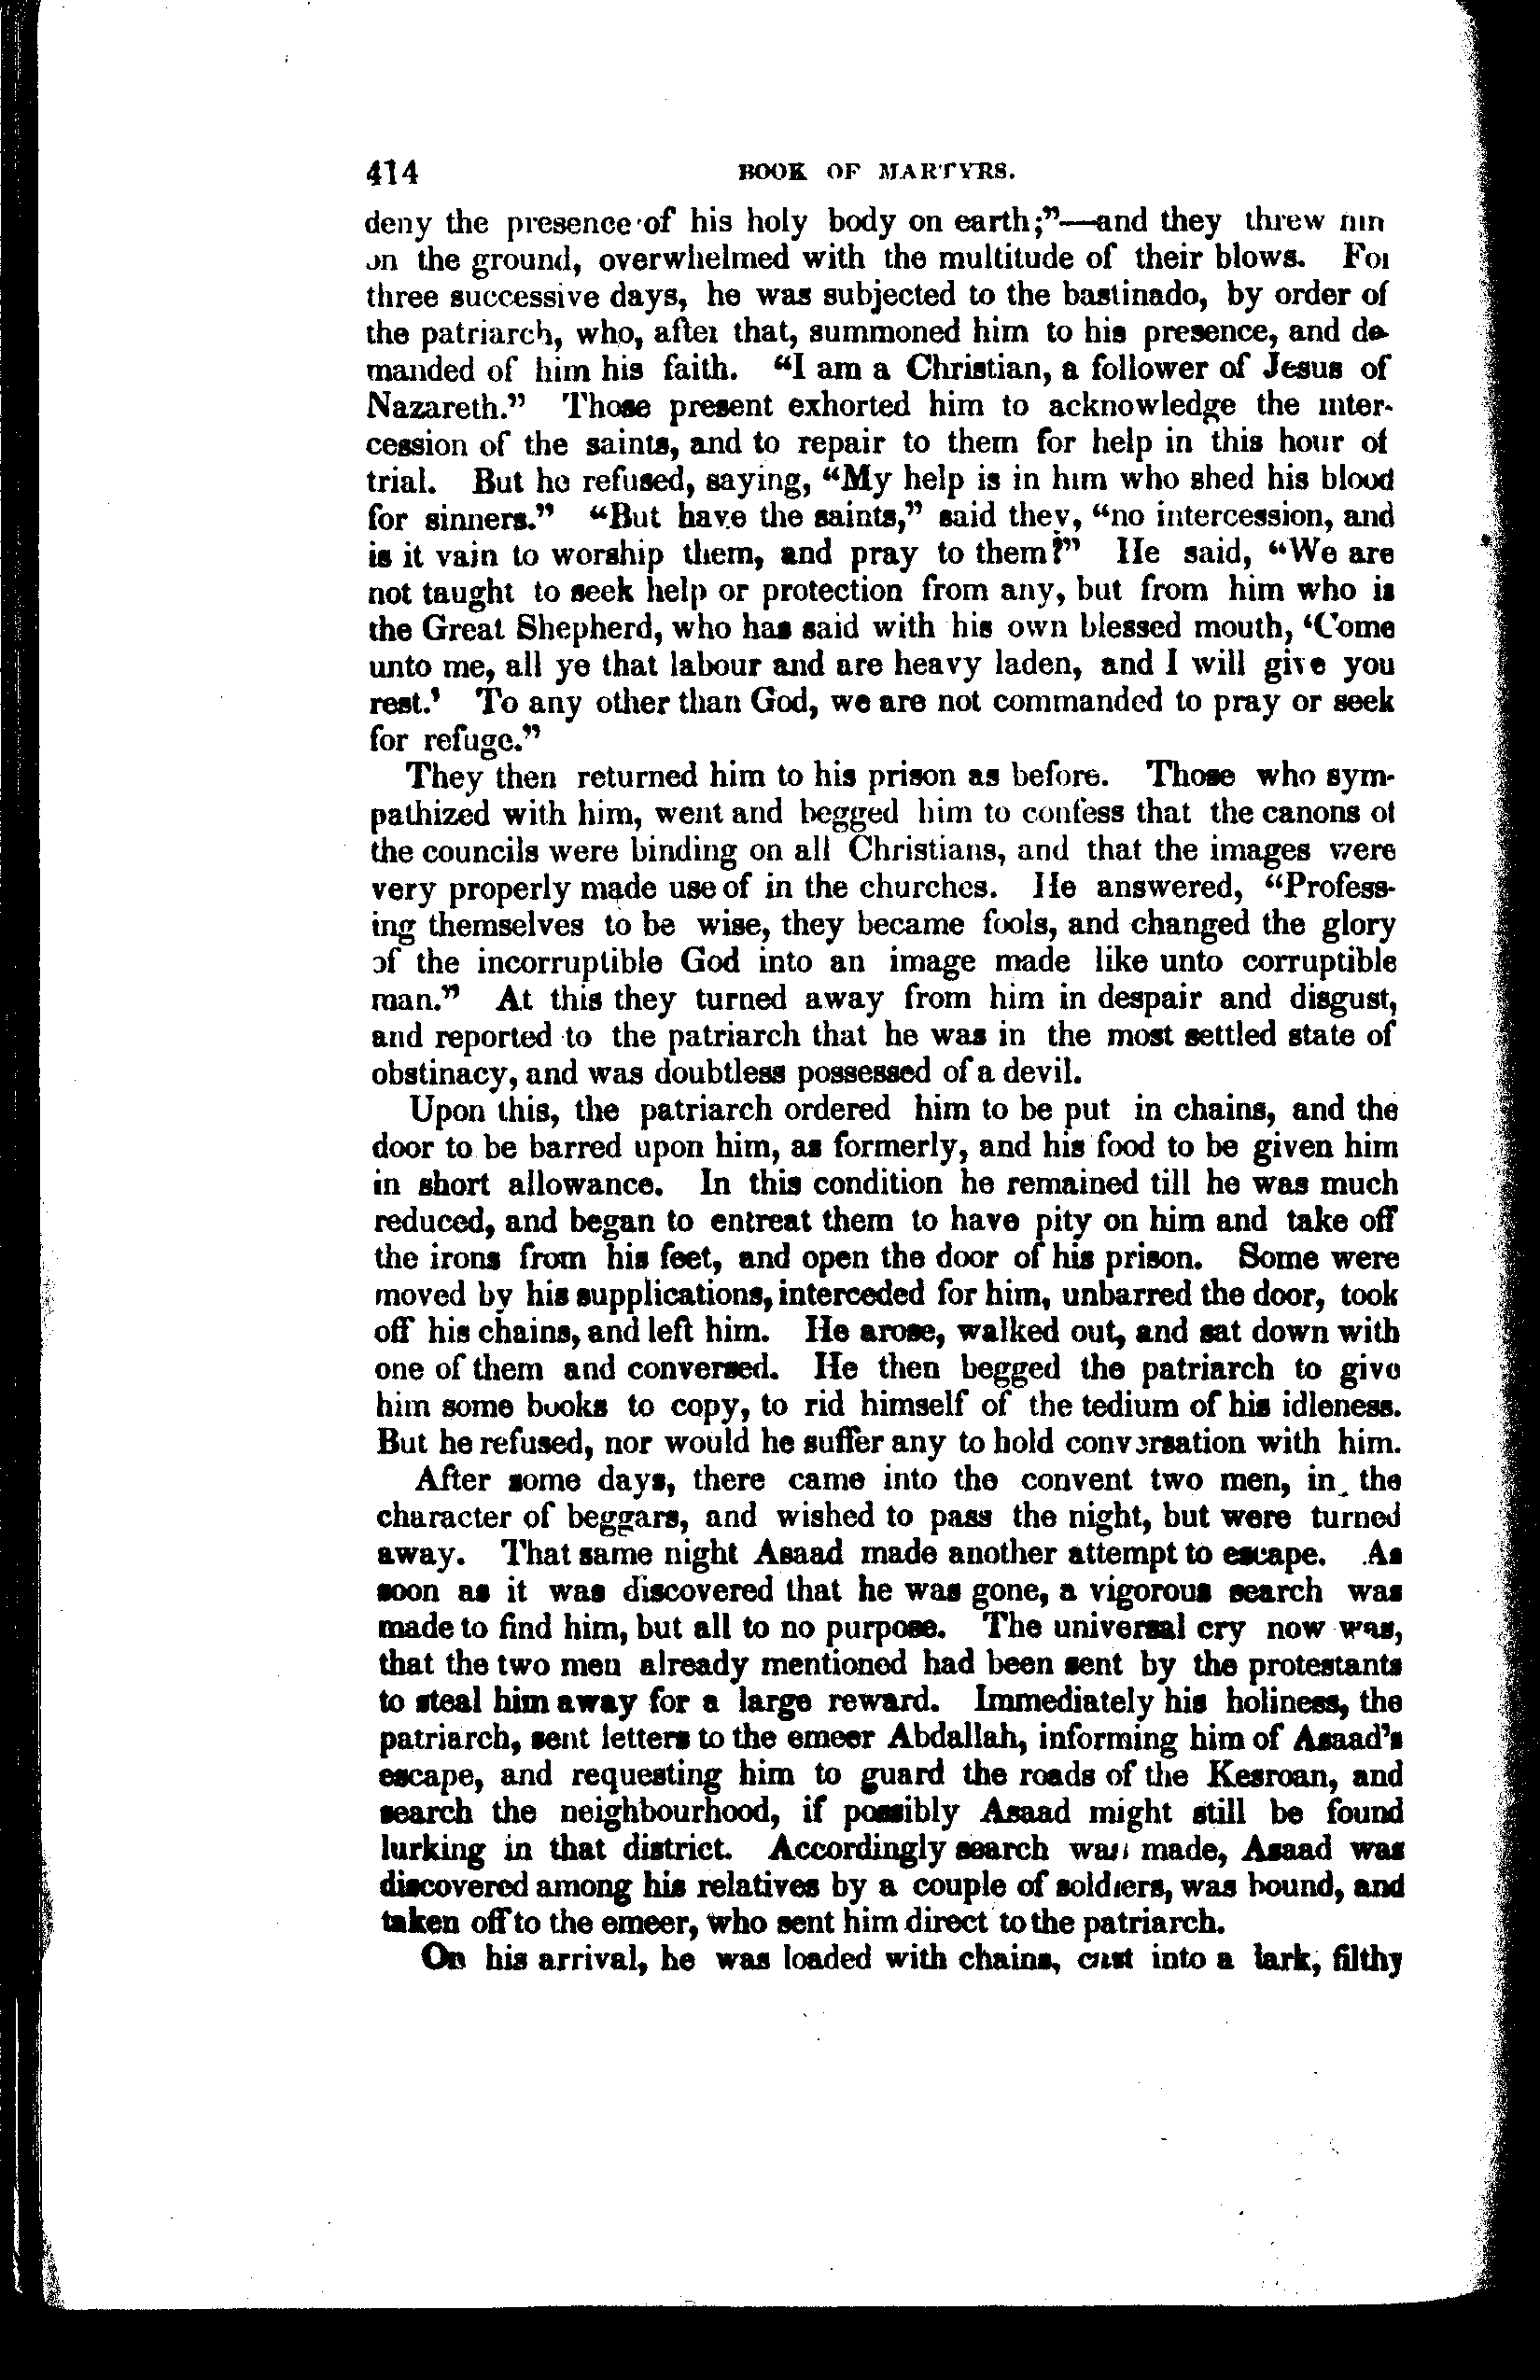 414 BOOK OF MARTYRS.
deny the presence of his holy body on earth;"—and they threw him
on the ground, overwhelmed with the multitude of their blows. For
three successive days, he was subjected to the bastinado, by order of
the patriarch, who, after that, summoned him to his presence, and de-
manded of him his faith. "I am a Christian, a follower of Jesus of
Nazareth." Those present exhorted him to acknowledge the inter-
cession of the saints, and to repair to them for help in this hour of
trial. But he refused, saying, "My help is in him who shed his blood
for sinners." "But have the saints," said they, "no intercession, and
is it vain to worship them, and pray to them?" He said, "We are
not taught to seek help or protection from any, but from him who is
the Great Shepherd, who has said with his own blessed mouth, 'Come
unto me, all ye that labour and are heavy laden, and I will give you
rest.' To any other than God, we are not commanded to pray or seek
for refuge."
They then returned him to his prison as before. Those who sym-
pathized with him, went and begged him to confess that the canons of
the councils were binding on all Christians, and that the images were
very properly made use of in the churches. He answered, "Profess-
ing themselves to be wise, they became fools, and changed the glory
of the incorruptible God into an image made like unto corruptible
man." At this they turned away from him in despair and disgust,
and reported to the patriarch that he was in the most settled state of
obstinacy, and was doubtless possessed of a devil.
Upon this, the patriarch ordered him to be put in chains, and the
door to be barred upon him, as formerly, and his food to be given him
in short allowance. In this condition he remained till he was much
reduced, and began to entreat them to have pity on him and take off
the irons from his feet, and open the door of his prison. Some were
moved by his supplications, interceded for him, unbarred the door, took
off his chains, and left him. He arose, walked out, and sat down with
one of them and conversed. He then begged the patriarch to give
him some books to copy, to rid himself of the tedium of his idleness.
But he refused, nor would he suffer any to hold conversation with him.
After some days, there came into the convent two men, in the
character of beggars, and wished to pass the night, but were turned
away. That same night Asaad made another attempt to escape. As
soon as it was discovered that he was gone, a vigorous search was
made to find him, but all to no purpose. The universal cry now was,
that the two men already mentioned had been sent by the protestants
to steal him away for a large reward. Immediately his holiness, the
patriarch, sent letters to the emeer Abdallah, informing him of Asaad's
escape, and requesting him to guard the roads of the Kesroan, and
search the neighbourhood, if possibly Asaad might still be found
lurking in that district. Accordingly search was made, Asaad was
discovered among his relatives by a couple of soldiers, was bound, and
taken off to the emeer, who sent him direct to the patriarch.
On his arrival, he was loaded with chains, cast into a dark, filthy